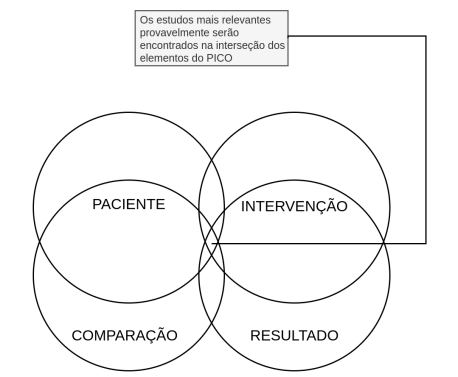 Os estudos mais relevantes
provavelmente serão
encontrados na interseção dos
elementos do PICO
PACIENTE
INTERVENÇÃO
COMPARAÇÃO
RESULTADO